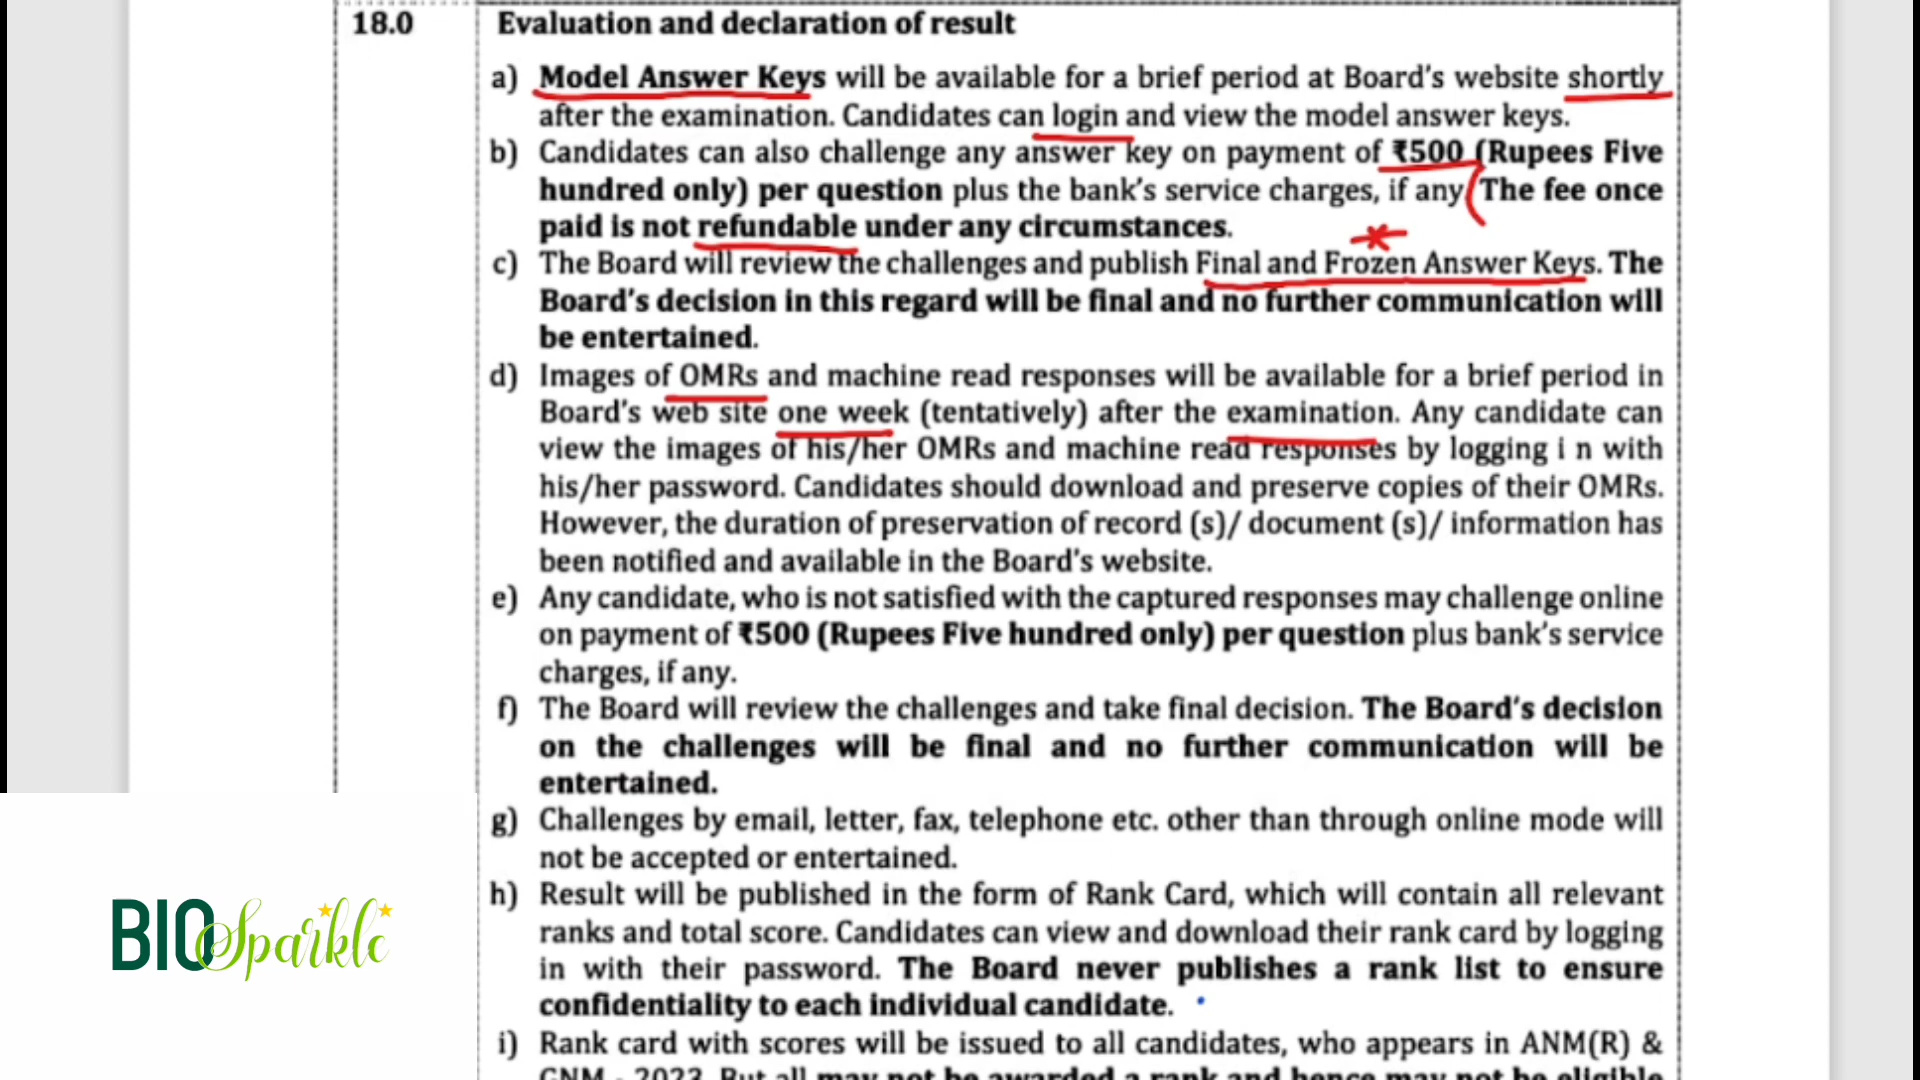 18.0 Evaluation and declaration of result
a) Model Answer Keys will be available for a brief period at Board's website shortly
after the examination. Candidates can login and view the model answer keys.
b) Candidates can also challenge any answer key on payment of ₹500 (Rupees Five
hundred only) per question plus the bank's service charges, if any. The fee once
paid is not refundable under any circumstances.
c) The Board will review the challenges and publish Final and Frozen Answer Keys. The
Board's decision in this regard will be final and no further communication will
be entertained.
d) Images of OMRs and machine read responses will be available for a brief period in
Board's web site one week (tentatively) after the examination. Any candidate can
view the images of his/her OMRs and machine read responses by logging i n with
his/her password. Candidates should download and preserve copies of their OMRs.
However, the duration of preservation of record (s)/ document (s)/ information has
been notified and available in the Board's website.
e) Any candidate, who is not satisfied with the captured responses may challenge online
on payment of ₹500 (Rupees Five hundred only) per question plus bank's service
charges, if any.
f) The Board will review the challenges and take final decision. The Board's decision
on the challenges will be final and no further communication will be
entertained.
g) Challenges by email, letter, fax, telephone etc. other than through online mode will
not be accepted or entertained.
h) Result will be published in the form of Rank Card, which will contain all relevant
ranks and total score. Candidates can view and download their rank card by logging
in with their password. The Board never publishes a rank list to ensure
confidentiality to each individual candidate.
i) Rank card with scores will be issued to all candidates, who appears in ANM(R) &
GNM - 2023. But all may not be awarded a rank and hence may not be eligible
BIO Sparkle